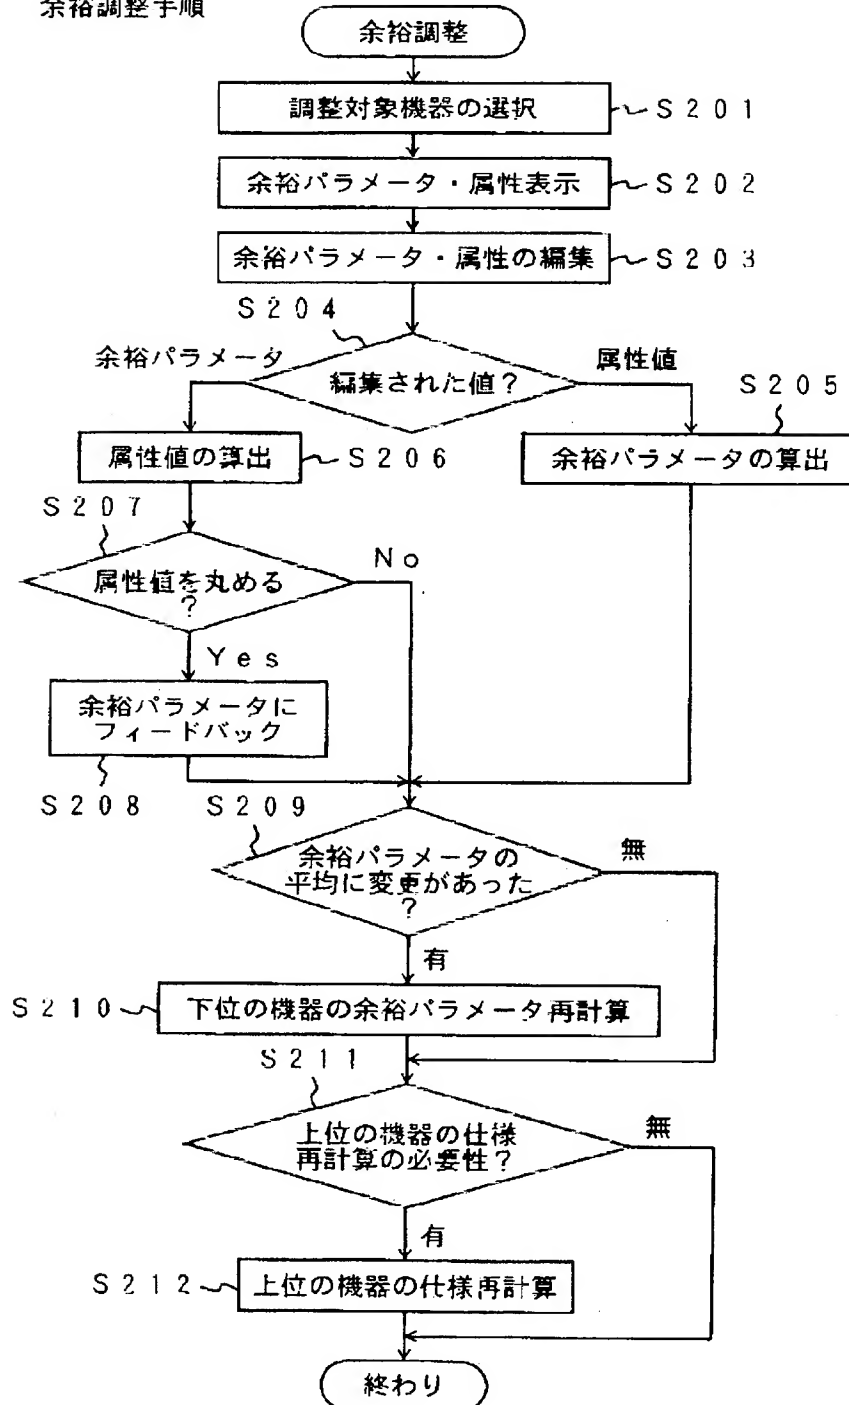 余裕調整手順
余裕調整
調整対象機器の選択
S201
余裕パラメータ・属性表示
S202
余裕パラメータ・属性の編集
S203
S204
余裕パラメータ
編集された値?
属性値
S205
属性値の算出
S206
余裕パラメータの算出
S207
属性値を丸める
?
No
Yes
余裕パラメータに
フィードバック
S208
S209
余裕パラメータの
平均に変更があった
?
無
有
S210
下位の機器の余裕パラメータ再計算
S211
上位の機器の仕様
再計算の必要性?
無
有
S212
上位の機器の仕様再計算
終わり